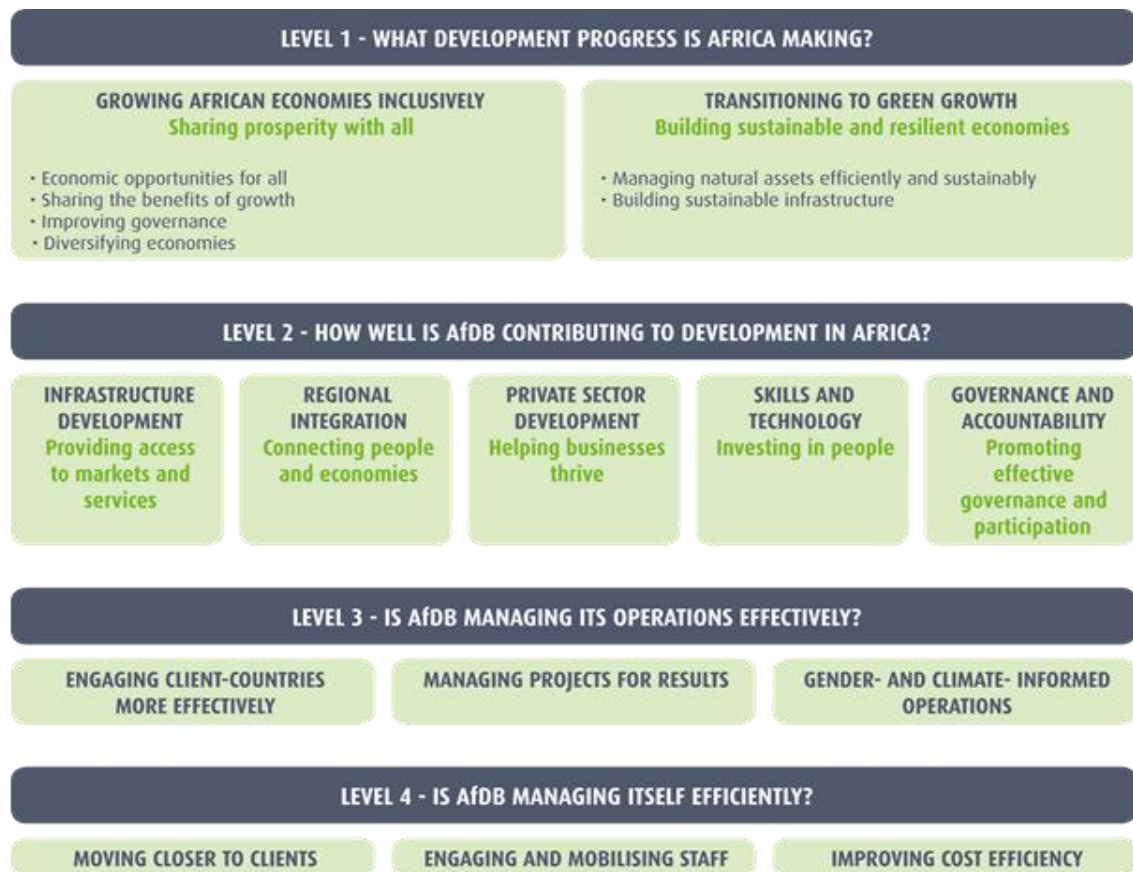 LEVEL 1 - WHAT DEVELOPMENT PROGRESS IS AFRICA MAKING?
GROWING AFRICAN ECONOMIES INCLUSIVELY
Sharing prosperity with all
• Economic opportunities for all
• Sharing the benefits of growth
• Improving governance
• Diversifying economies
TRANSITIONING TO GREEN GROWTH
Building sustainable and resilient economies
• Managing natural assets efficiently and sustainably
• Building sustainable infrastructure
LEVEL 2 - HOW WELL IS AfDB CONTRIBUTING TO DEVELOPMENT IN AFRICA?
INFRASTRUCTURE
DEVELOPMENT
Providing access
to markets and
services
REGIONAL
INTEGRATION
Connecting people
and economies
PRIVATE SECTOR
DEVELOPMENT
Helping businesses
thrive
SKILLS AND
TECHNOLOGY
Investing in people
GOVERNANCE AND
ACCOUNTABILITY
Promoting
effective
governance and
participation
LEVEL 3 - IS AfDB MANAGING ITS OPERATIONS EFFECTIVELY?
ENGAGING CLIENT-COUNTRIES
MORE EFFECTIVELY
MANAGING PROJECTS FOR RESULTS
GENDER- AND CLIMATE- INFORMED
OPERATIONS
LEVEL 4 - IS AfDB MANAGING ITSELF EFFICIENTLY?
MOVING CLOSER TO CLIENTS
ENGAGING AND MOBILISING STAFF
IMPROVING COST EFFICIENCY